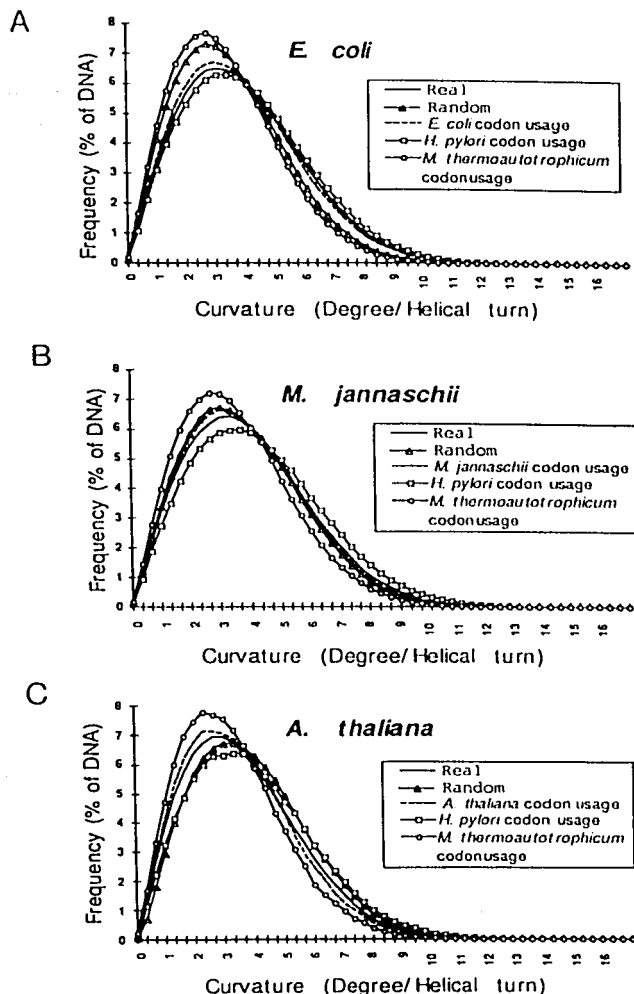 A
E. coli
Real
Random
E. coli codon usage
H. pylori codon usage
M. thermoautotrophicum
codon usage
Frequency (% of DNA)
8
7
6
5
4
3
2
1
0
0 1 2 3 4 5 6 7 8 9 10 11 12 13 14 15 16
Curvature (Degree/ Helical turn)
B
M. jannaschii
Real
Random
M. jannaschii codon usage
H. pylori codon usage
M. thermoautotrophicum
codon usage
Frequency (% of DNA)
8
7
6
5
4
3
2
1
0
0 1 2 3 4 5 6 7 8 9 10 11 12 13 14 15 16
Curvature (Degree/ Helical turn)
C
A. thaliana
Real
Random
A. thaliana codon usage
H. pylori codon usage
M. thermoautotrophicum
codon usage
Frequency (% of DNA)
8
7
6
5
4
3
2
1
0
0 1 2 3 4 5 6 7 8 9 10 11 12 13 14 15 16
Curvature (Degree/ Helical turn)